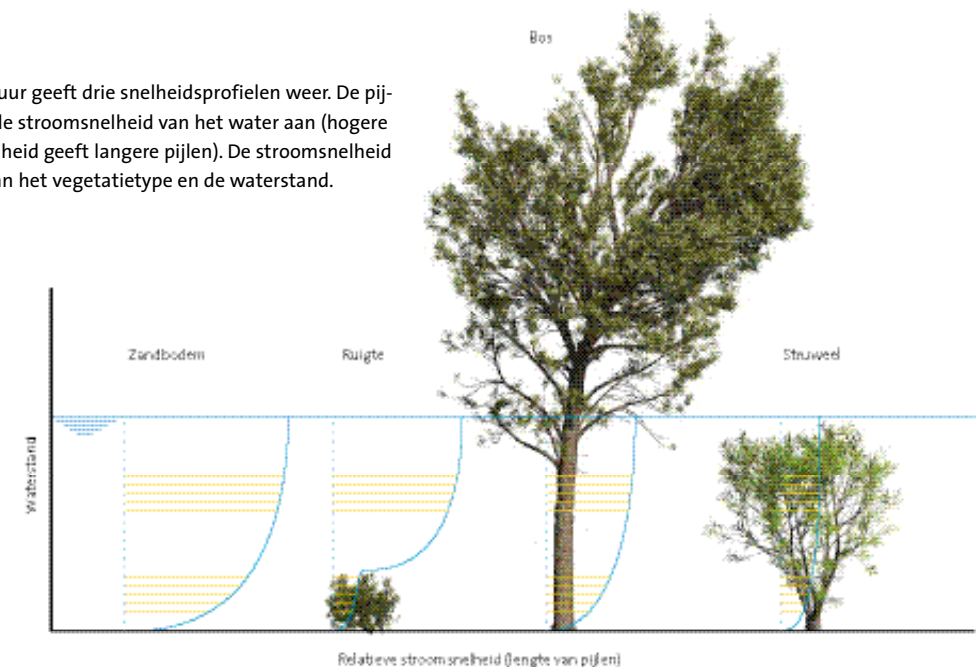 Bos
uur geeft drie snelheidsprofielen weer. De pij-
de stroomsnelheid van het water aan (hogere
heid geeft langere pijlen). De stroomsnelheid
an het vegetatietype en de waterstand.
Zandbodem
Ruigte
Struweel
Waterstand
Relatieve stroomsnelheid (lengte van pijlen)